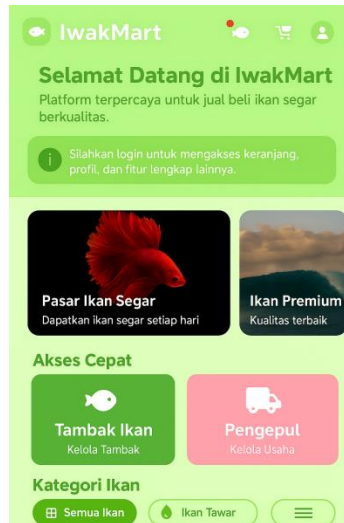 IwakMart
Selamat Datang di IwakMart
Platform terpercaya untuk jual beli ikan segar
berkualitas.
Silahkan login untuk mengakses keranjang,
profil, dan fitur lengkap lainnya.
Pasar Ikan Segar
Dapatkan ikan segar setiap hari
Ikan Premium
Kualitas terbaik
Akses Cepat
Tambak Ikan
Kelola Tambak
Pengepul
Kelola Usaha
Kategori Ikan
Semua Ikan
Ikan Tawar